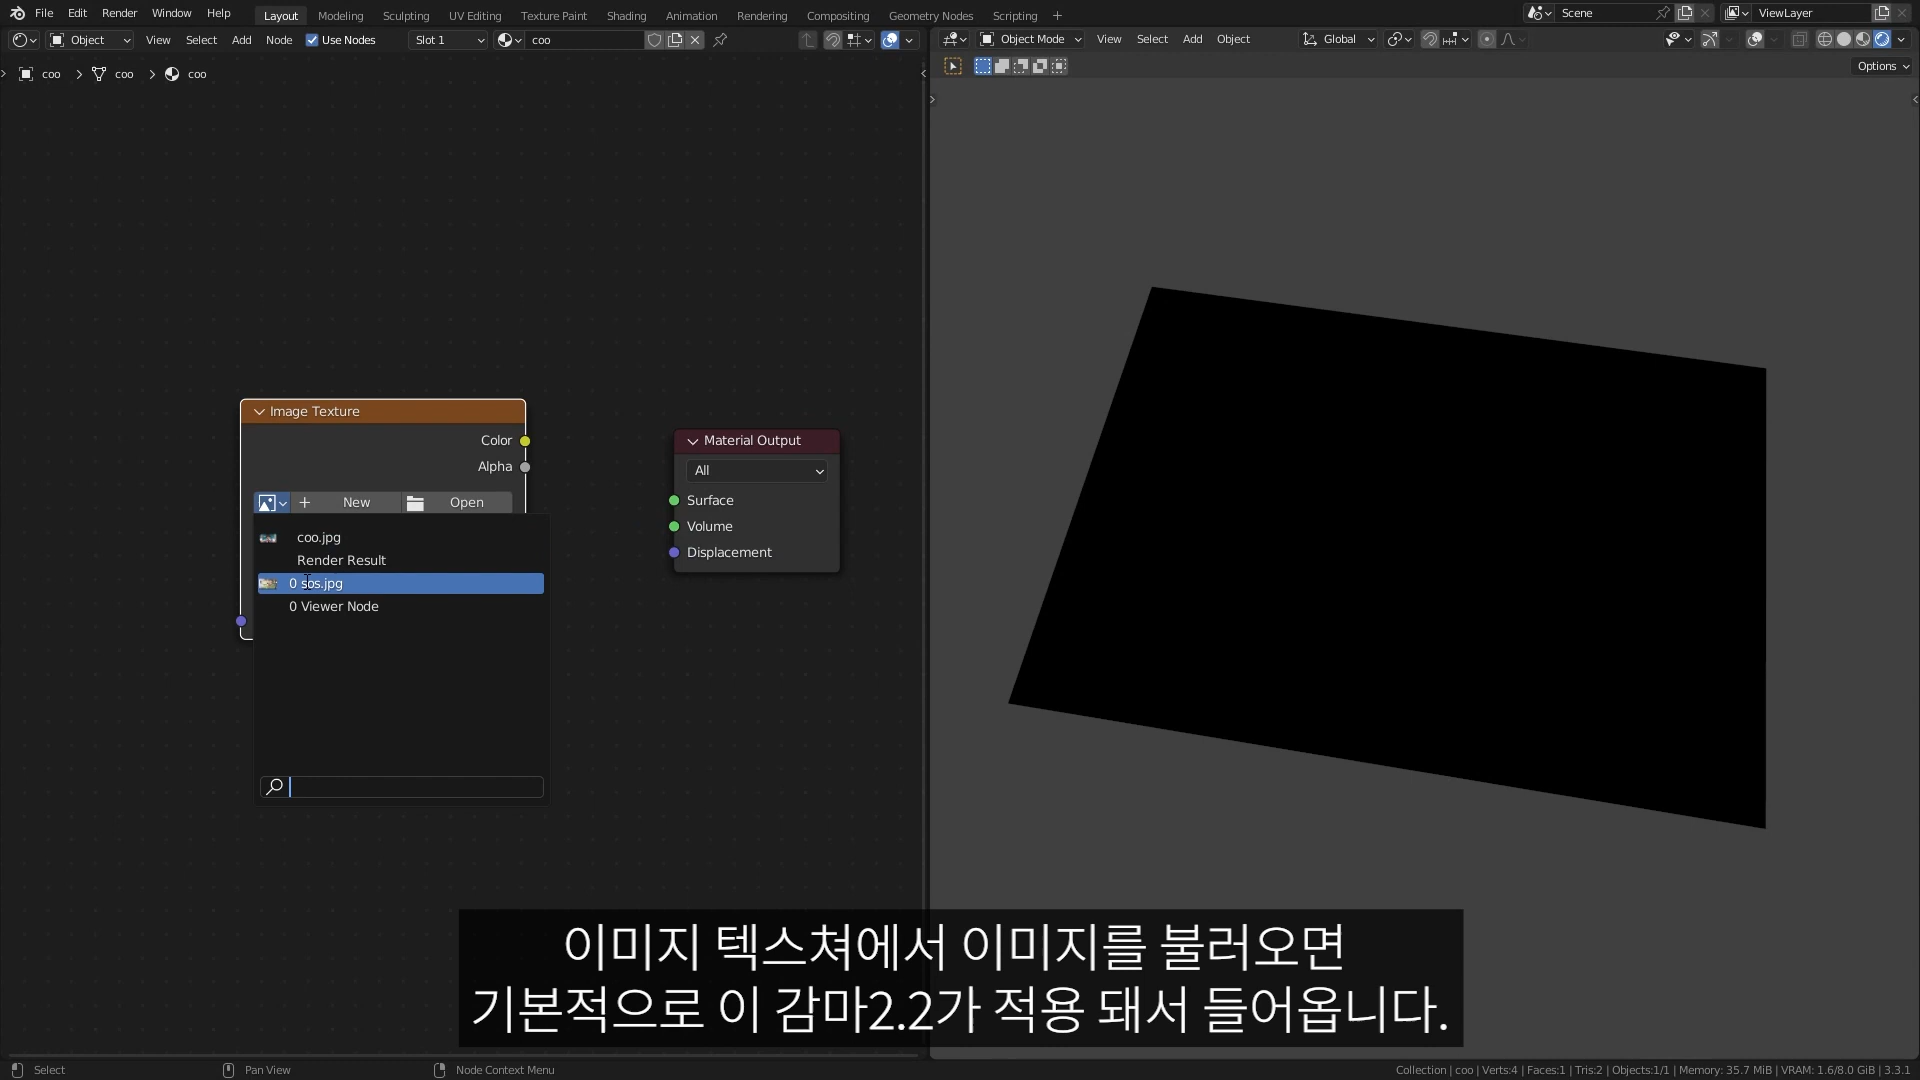 File Edit Render Window Help Layout Modeling Sculpting UV Editing Texture Paint Shading Animation Rendering Compositing Geometry Nodes Scripting + Scene ViewLayer
Object View Select Add Node Use Nodes Slot 1 coo Object Mode View Select Add Object Global
Options
coo coo coo
Image Texture
Color
Alpha
New Open
coo.jpg
Render Result
0 sos.jpg
0 Viewer Node
Material Output
All
Surface
Volume
Displacement
이미지 텍스쳐에서 이미지를 불러오면
기본적으로 이 감마2.2가 적용 돼서 들어옵니다.
Select Pan View Node Context Menu Collection | coo | Verts:4 | Faces:1 | Tris:2 | Objects:1/1 | Memory: 35.7 MiB | VRAM: 1.6/8.0 GiB | 3.3.1